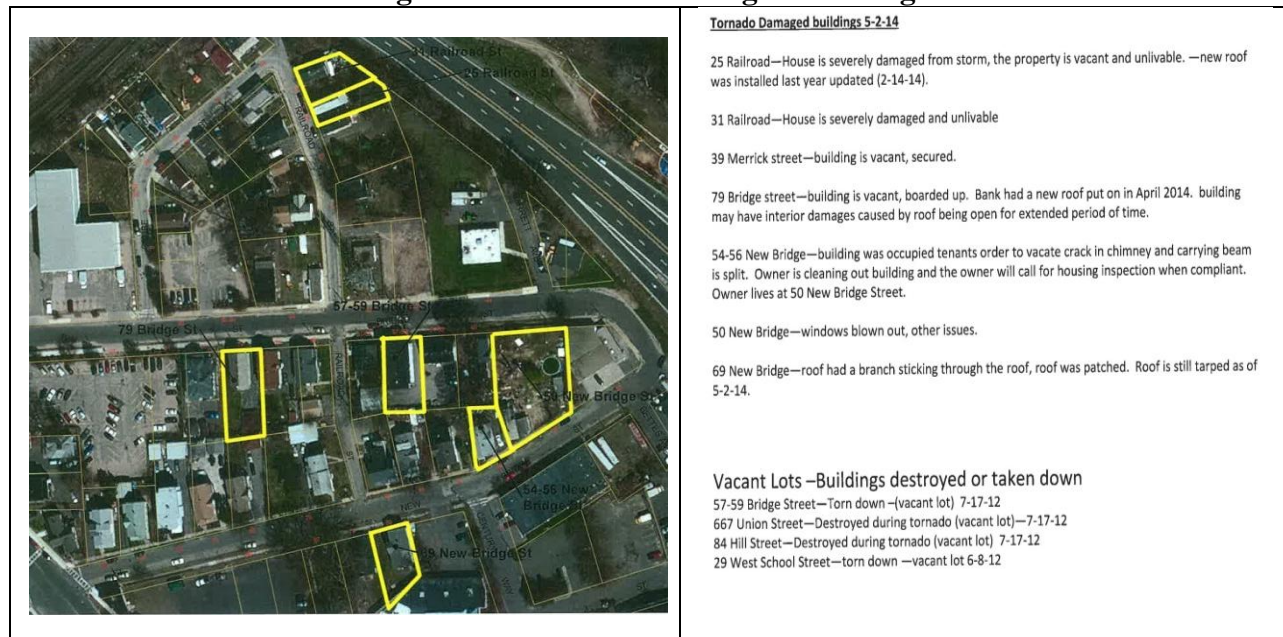 31 Railroad St
25 Railroad St
RAILROAD
57-59 Bridge St
79 Bridge St
RAILROAD
ST
50 New Bridge St
54-56 New
Bridge St
NEW
69 New Bridge St
Tornado Damaged buildings 5-2-14
25 Railroad—House is severely damaged from storm, the property is vacant and unlivable. —new roof
was installed last year updated (2-14-14).
31 Railroad—House is severely damaged and unlivable
39 Merrick street—building is vacant, secured.
79 Bridge street—building is vacant, boarded up. Bank had a new roof put on in April 2014. building
may have interior damages caused by roof being open for extended period of time.
54-56 New Bridge—building was occupied tenants order to vacate crack in chimney and carrying beam
is split. Owner is cleaning out building and the owner will call for housing inspection when compliant.
Owner lives at 50 New Bridge Street.
50 New Bridge—windows blown out, other issues.
69 New Bridge—roof had a branch sticking through the roof, roof was patched. Roof is still tarped as of
5-2-14.
Vacant Lots –Buildings destroyed or taken down
57-59 Bridge Street—Torn down –(vacant lot) 7-17-12
667 Union Street—Destroyed during tornado (vacant lot)—7-17-12
84 Hill Street—Destroyed during tornado (vacant lot) 7-17-12
29 West School Street—torn down —vacant lot 6-8-12